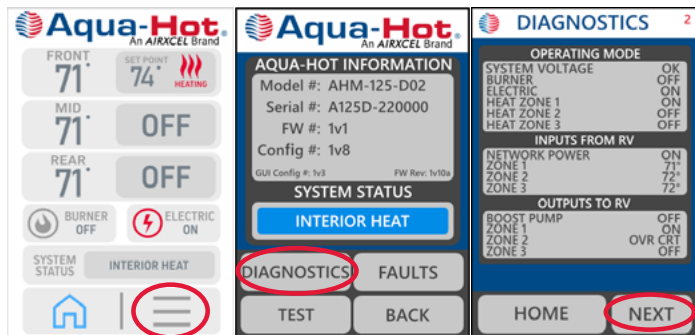 Aqua-Hot.
An AIRXCEL Brand
FRONT
71°
SET POINT
74°
HEATING
MID
71°
OFF
REAR
71°
OFF
BURNER
OFF
ELECTRIC
ON
SYSTEM
STATUS
INTERIOR HEAT
Aqua-Hot.
An AIRXCEL Brand
AQUA-HOT INFORMATION
Model #: AHM-125-D02
Serial #: A125D-220000
FW #: 1v1
Config #: 1v8
GUI Config #: 1v3 FW Rev: 1v10a
SYSTEM STATUS
INTERIOR HEAT
DIAGNOSTICS FAULTS
TEST BACK
DIAGNOSTICS 2
OPERATING MODE
SYSTEM VOLTAGE OK
BURNER OFF
ELECTRIC ON
HEAT ZONE 1 ON
HEAT ZONE 2 OFF
HEAT ZONE 3 OFF
INPUTS FROM RV
NETWORK POWER ON
ZONE 1 71°
ZONE 2 72°
ZONE 3 72°
OUTPUTS TO RV
BOOST PUMP OFF
ZONE 1 ON
ZONE 2 OVR CRT
ZONE 3 OFF
HOME NEXT